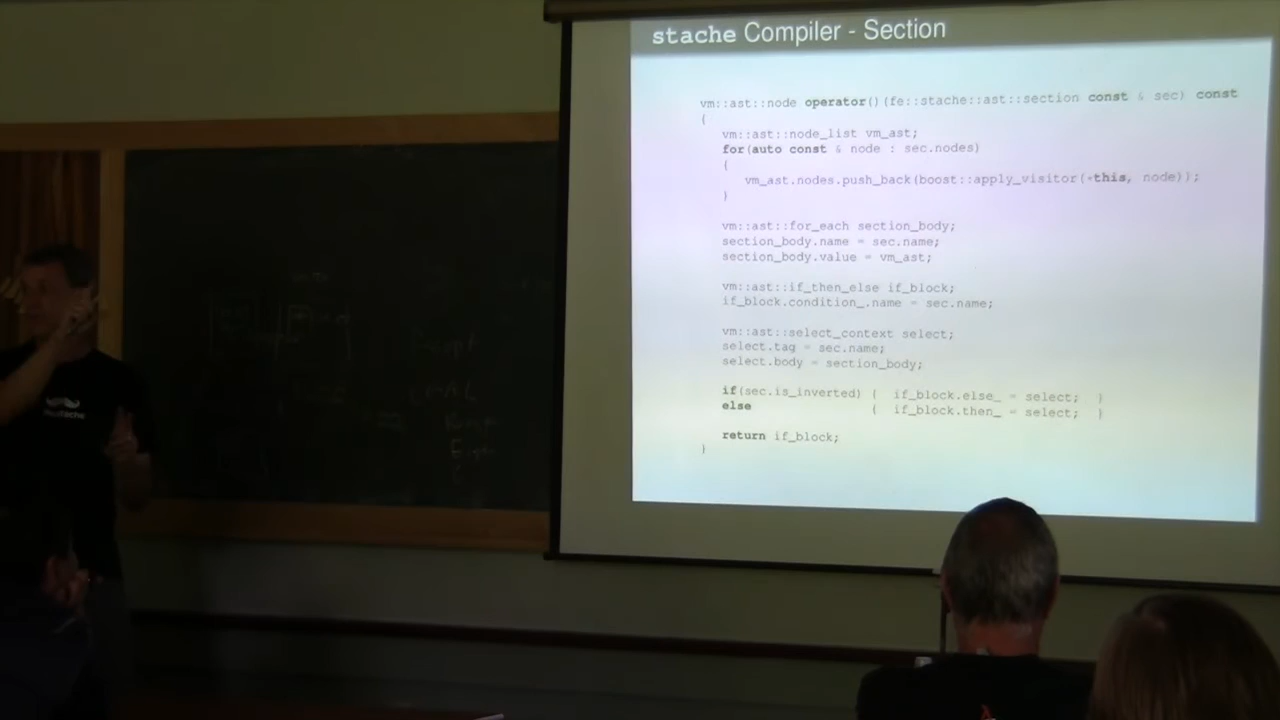 stache Compiler - Section
vm::ast::node operator()(fe::stache::ast::section const & sec) const
{
vm::ast::node_list vm_ast;
for(auto const & node : sec.nodes)
{
vm_ast.nodes.push_back(boost::apply_visitor(*this, node));
}
vm::ast::for_each section_body;
section_body.name = sec.name;
section_body.value = vm_ast;
vm::ast::if_then_else if_block;
if_block.condition_.name = sec.name;
vm::ast::select_context select;
select.tag = sec.name;
select.body = section_body;
if(sec.is_inverted) { if_block.else_ = select; }
else { if_block.then_ = select; }
return if_block;
}